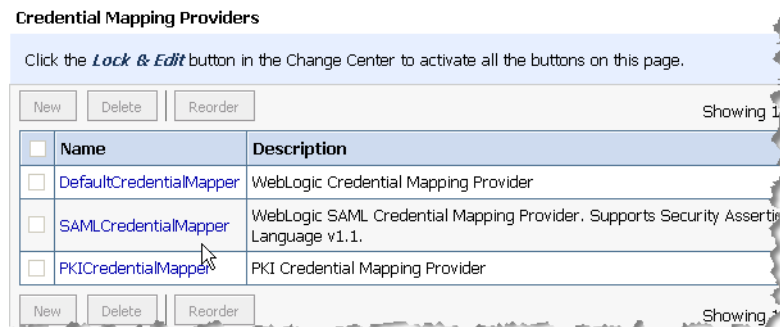 Credential Mapping Providers
Click the Lock & Edit button in the Change Center to activate all the buttons on this page.
New Delete Reorder Showing
Name Description
DefaultCredentialMapper WebLogic Credential Mapping Provider
SAMLCredentialMapper WebLogic SAML Credential Mapping Provider. Supports Security
Language v1.1.
PKICredentialMapper PKI Credential Mapping Provider
New Delete Reorder Showing